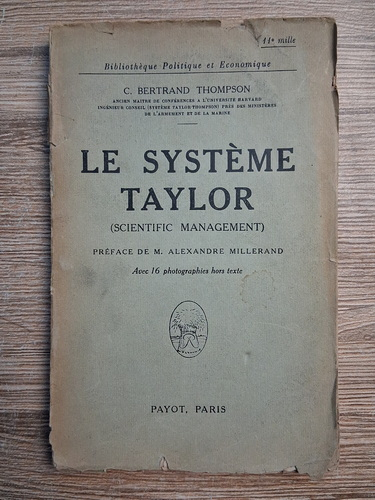 11e mille
Bibliothèque Politique et Economique
C. BERTRAND THOMPSON
ANCIEN MAITRE DE CONFÉRENCES A L'UNIVERSITÉ HARVARD
INGÉNIEUR CONSEIL (SYSTÈME TAYLOR-THOMPSON) PRÈS DES MINISTÈRES
DE L'ARMEMENT ET DE LA MARINE
LE SYSTÈME
TAYLOR
(SCIENTIFIC MANAGEMENT)
PRÉFACE DE M. ALEXANDRE MILLERAND
Avec 16 photographies hors texte
PAYOT, PARIS